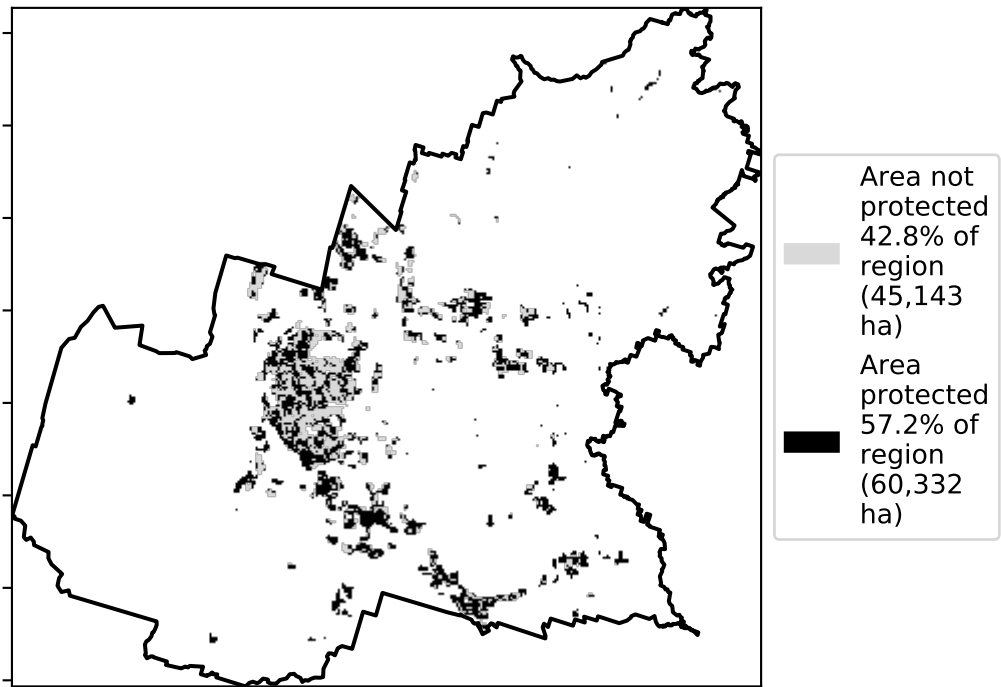 Area not
protected
42.8% of
region
(45,143
ha)
Area
protected
57.2% of
region
(60,332
ha)